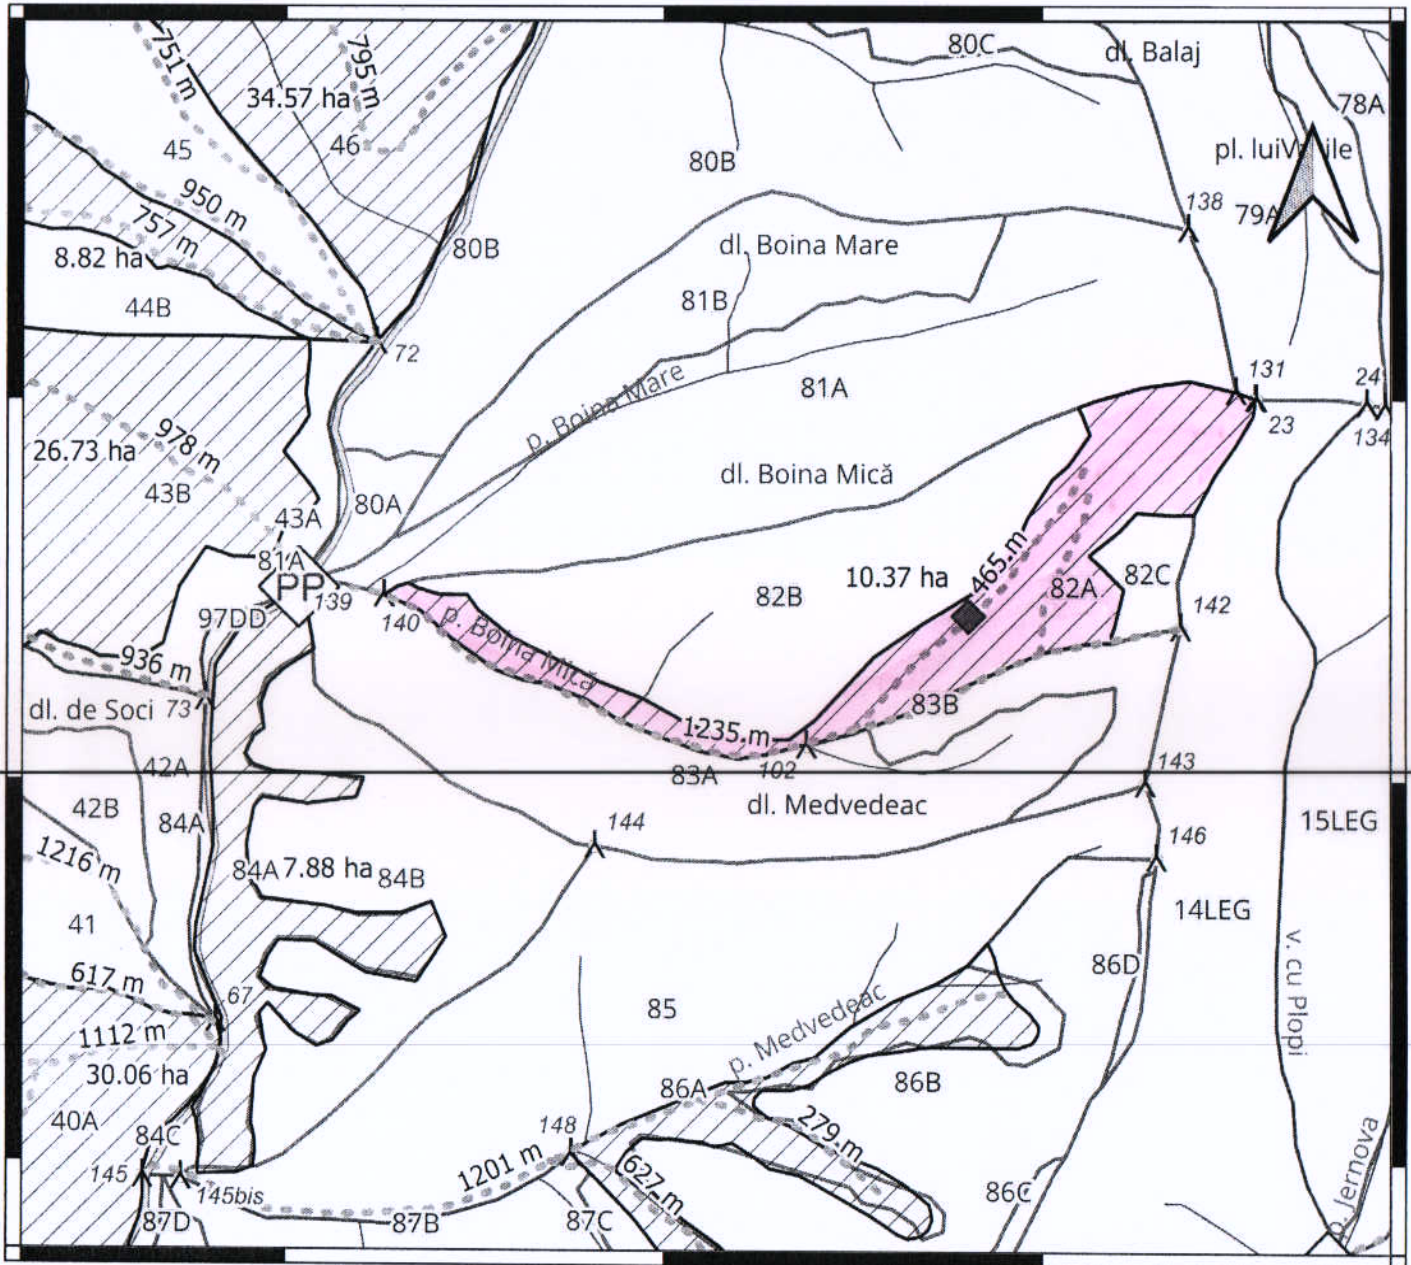 80C
dl. Balaj
751 m
795 m
34.57 ha
78A
45
46
pl. lui
80B
950 m
138
79A
757 m
dl. Boina Mare
80B
8.82 ha
81B
44B
72
131
24
p. Boina Mare
81A
23
134
978 m
26.73 ha
dl. Boina Mică
43B
80A
43A
465 m
81A
PP
10.37 ha
82A
82C
139
82B
142
140
97DD
p. Boina Mică
936 m
83B
dl. de Soci
73
1235 m
102
42A
83A
143
42B
dl. Medvedeac
84A
144
15LEG
146
1216 m
84A
7.88 ha
84B
14LEG
41
86D
v. cu Plopi
617 m
67
85
p. Medvedeac
1112 m
30.06 ha
86A
86B
40A
84C
148
279 m
145
1201 m
627 m
145bis
86C
p. Jernova
87D
87B
87C